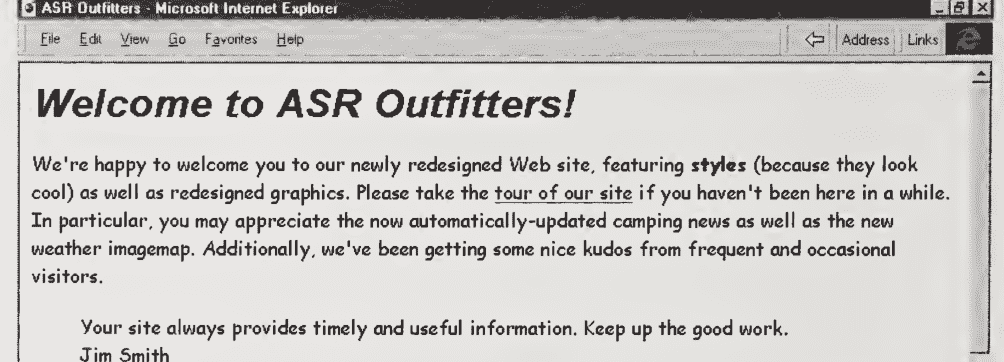 ASR Outfitters - Microsoft Internet Explorer
File Edit View Go Favorites Help Address Links
Welcome to ASR Outfitters!
We're happy to welcome you to our newly redesigned Web site, featuring styles (because they look
cool) as well as redesigned graphics. Please take the tour of our site if you haven't been here in a while.
In particular, you may appreciate the now automatically-updated camping news as well as the new
weather imagemap. Additionally, we've been getting some nice kudos from frequent and occasional
visitors.
Your site always provides timely and useful information. Keep up the good work.
Jim Smith